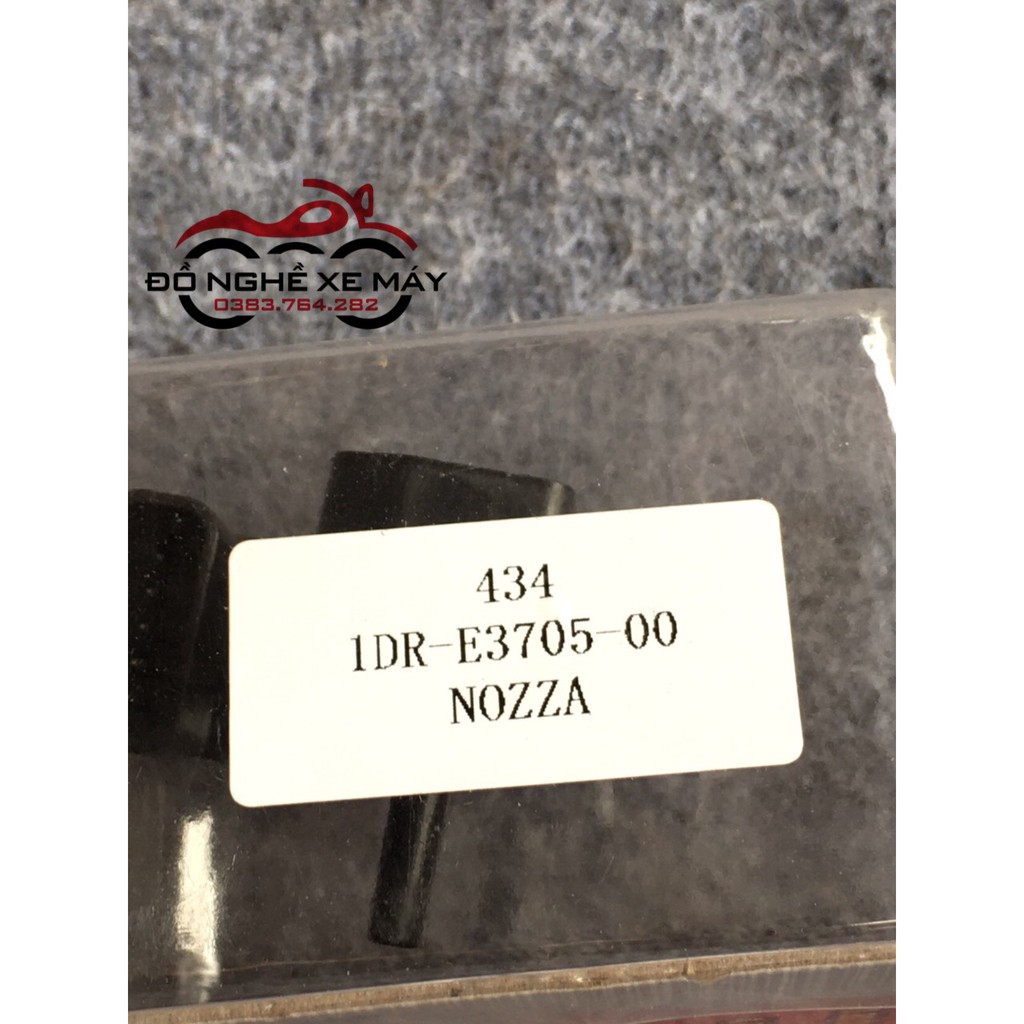 ĐỒ NGHỀ XE MÁY
0383.764.282
434
1DR-E3705-00
NOZZA